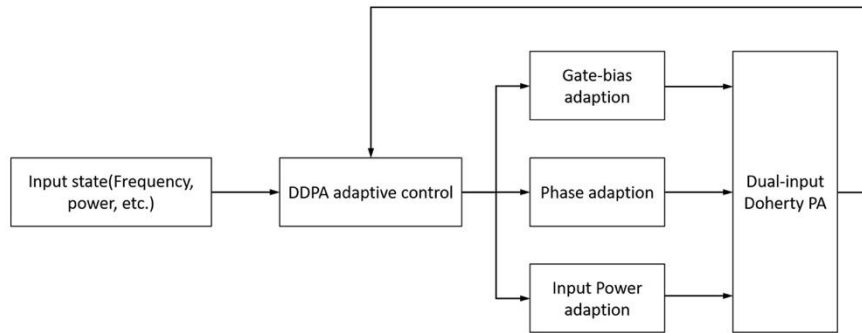 Gate-bias
adaption
Input state(Frequency,
power, etc.)
DDPA adaptive control
Phase adaption
Dual-input
Doherty PA
Input Power
adaption